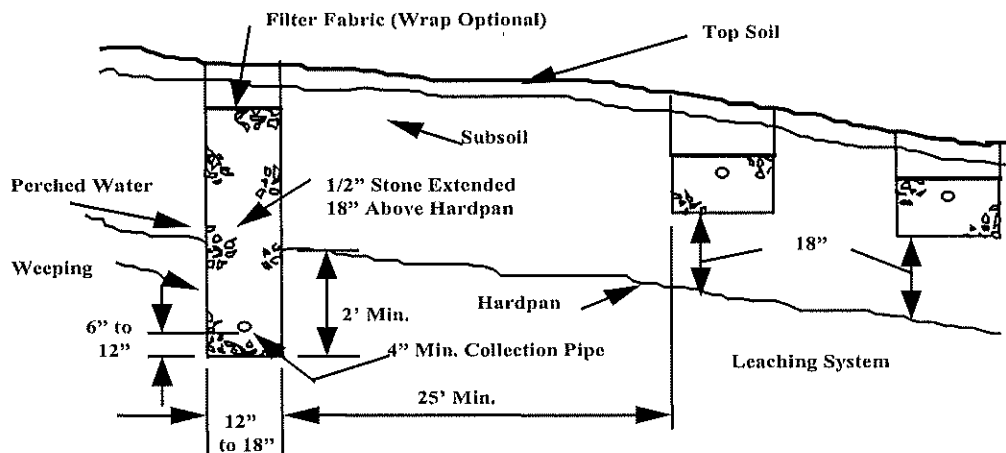 Filter Fabric (Wrap Optional)
Top Soil
Subsoil
Perched Water
1/2” Stone Extended
18” Above Hardpan
Weeping
18”
Hardpan
2’ Min.
6” to
12”
4” Min. Collection Pipe
Leaching System
25’ Min.
12”
to 18”